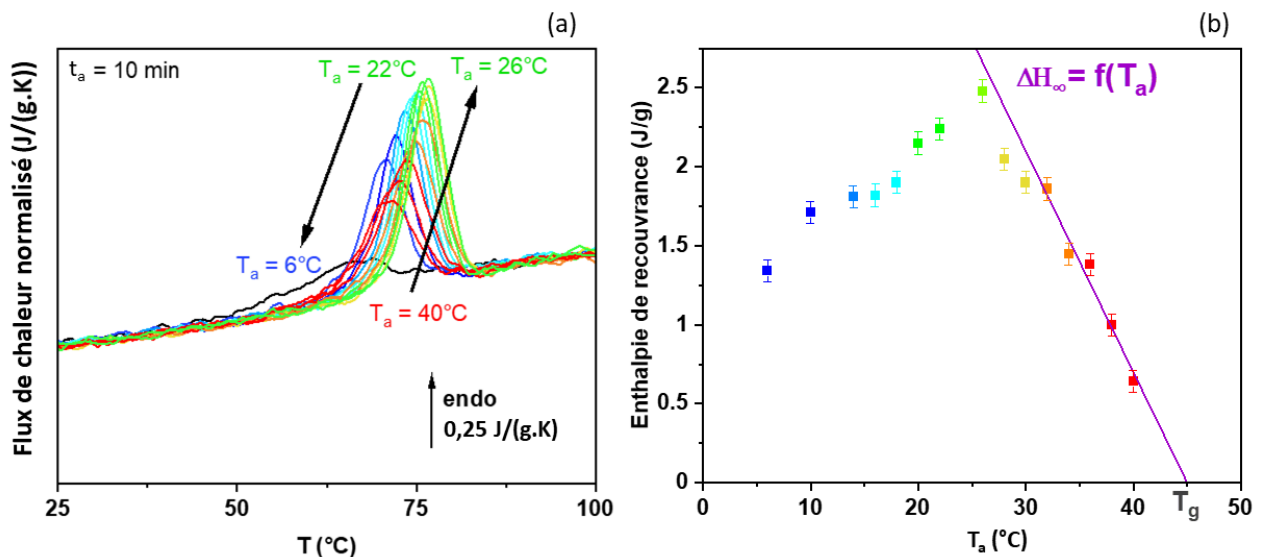 (a)
t_a = 10 min
T_a = 22°C
T_a = 26°C
T_a = 6°C
T_a = 40°C
endo
0,25 J/(g.K)
Flux de chaleur normalisé (J/(g.K))
25
50
75
100
T (°C)
(b)
ΔH_∞ = f(T_a)
Enthalpie de recouvrance (J/g)
2.5
2
1.5
1
0.5
0
0
10
20
30
40
50
T_g
T_a (°C)